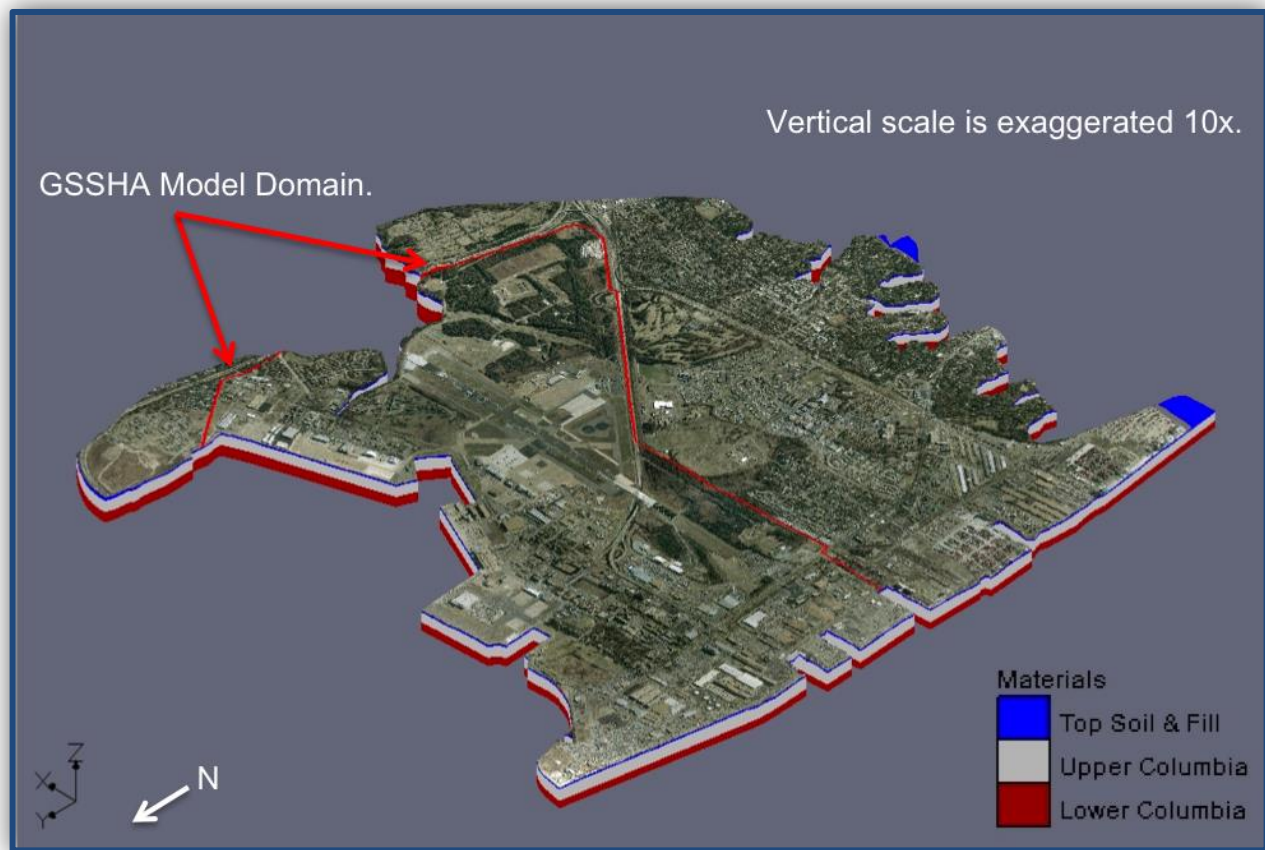 Vertical scale is exaggerated 10x.
GSSHA Model Domain.
Materials
Top Soil & Fill
Upper Columbia
Lower Columbia
Z
X
Y
N